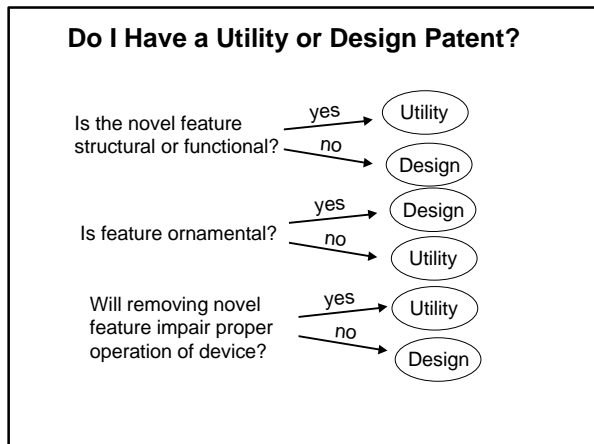 Do I Have a Utility or Design Patent?
Is the novel feature
structural or functional?
yes
Utility
no
Design
Is feature ornamental?
yes
Design
no
Utility
Will removing novel
feature impair proper
operation of device?
yes
Utility
no
Design